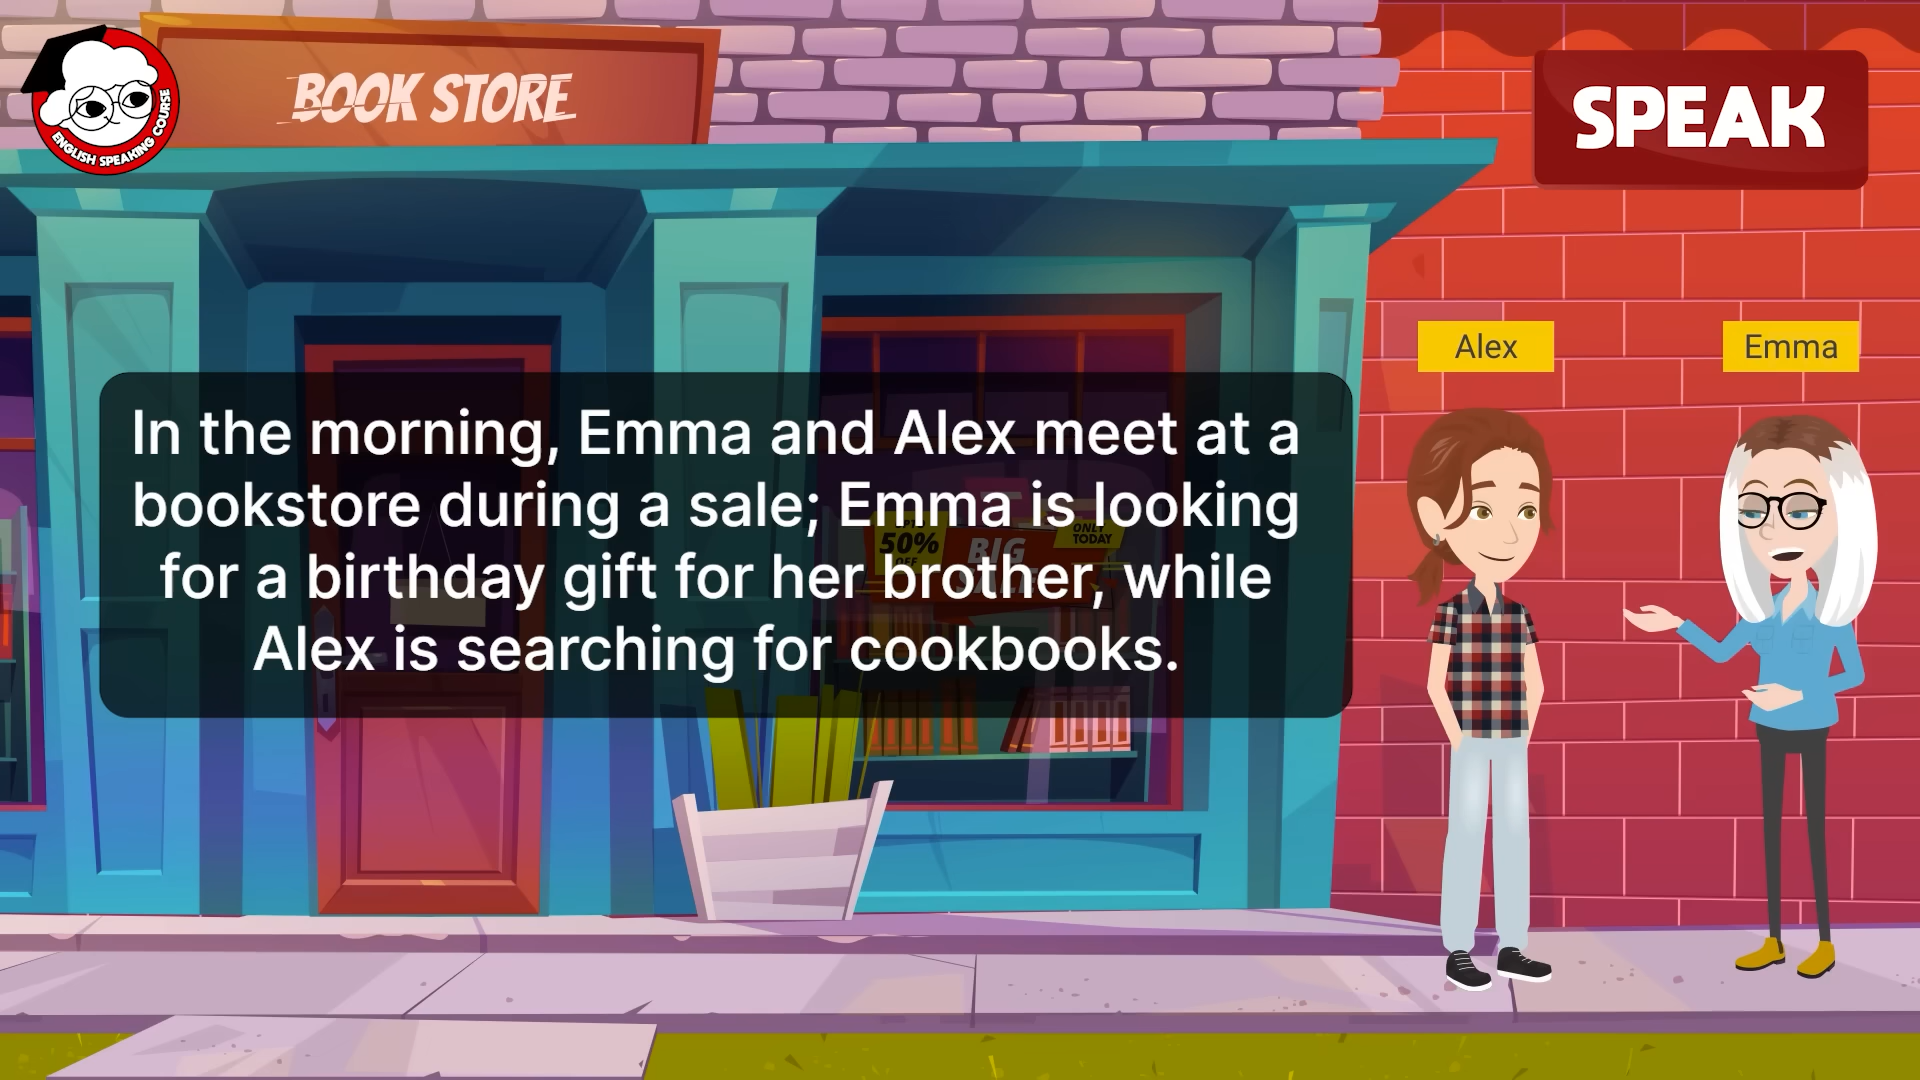 BOOK STORE
ENGLISH SPEAKING COURSE
SPEAK
Alex
Emma
In the morning, Emma and Alex meet at a
bookstore during a sale; Emma is looking
for a birthday gift for her brother, while
Alex is searching for cookbooks.
50%
OFF
BIG
SALE
ONLY
TODAY